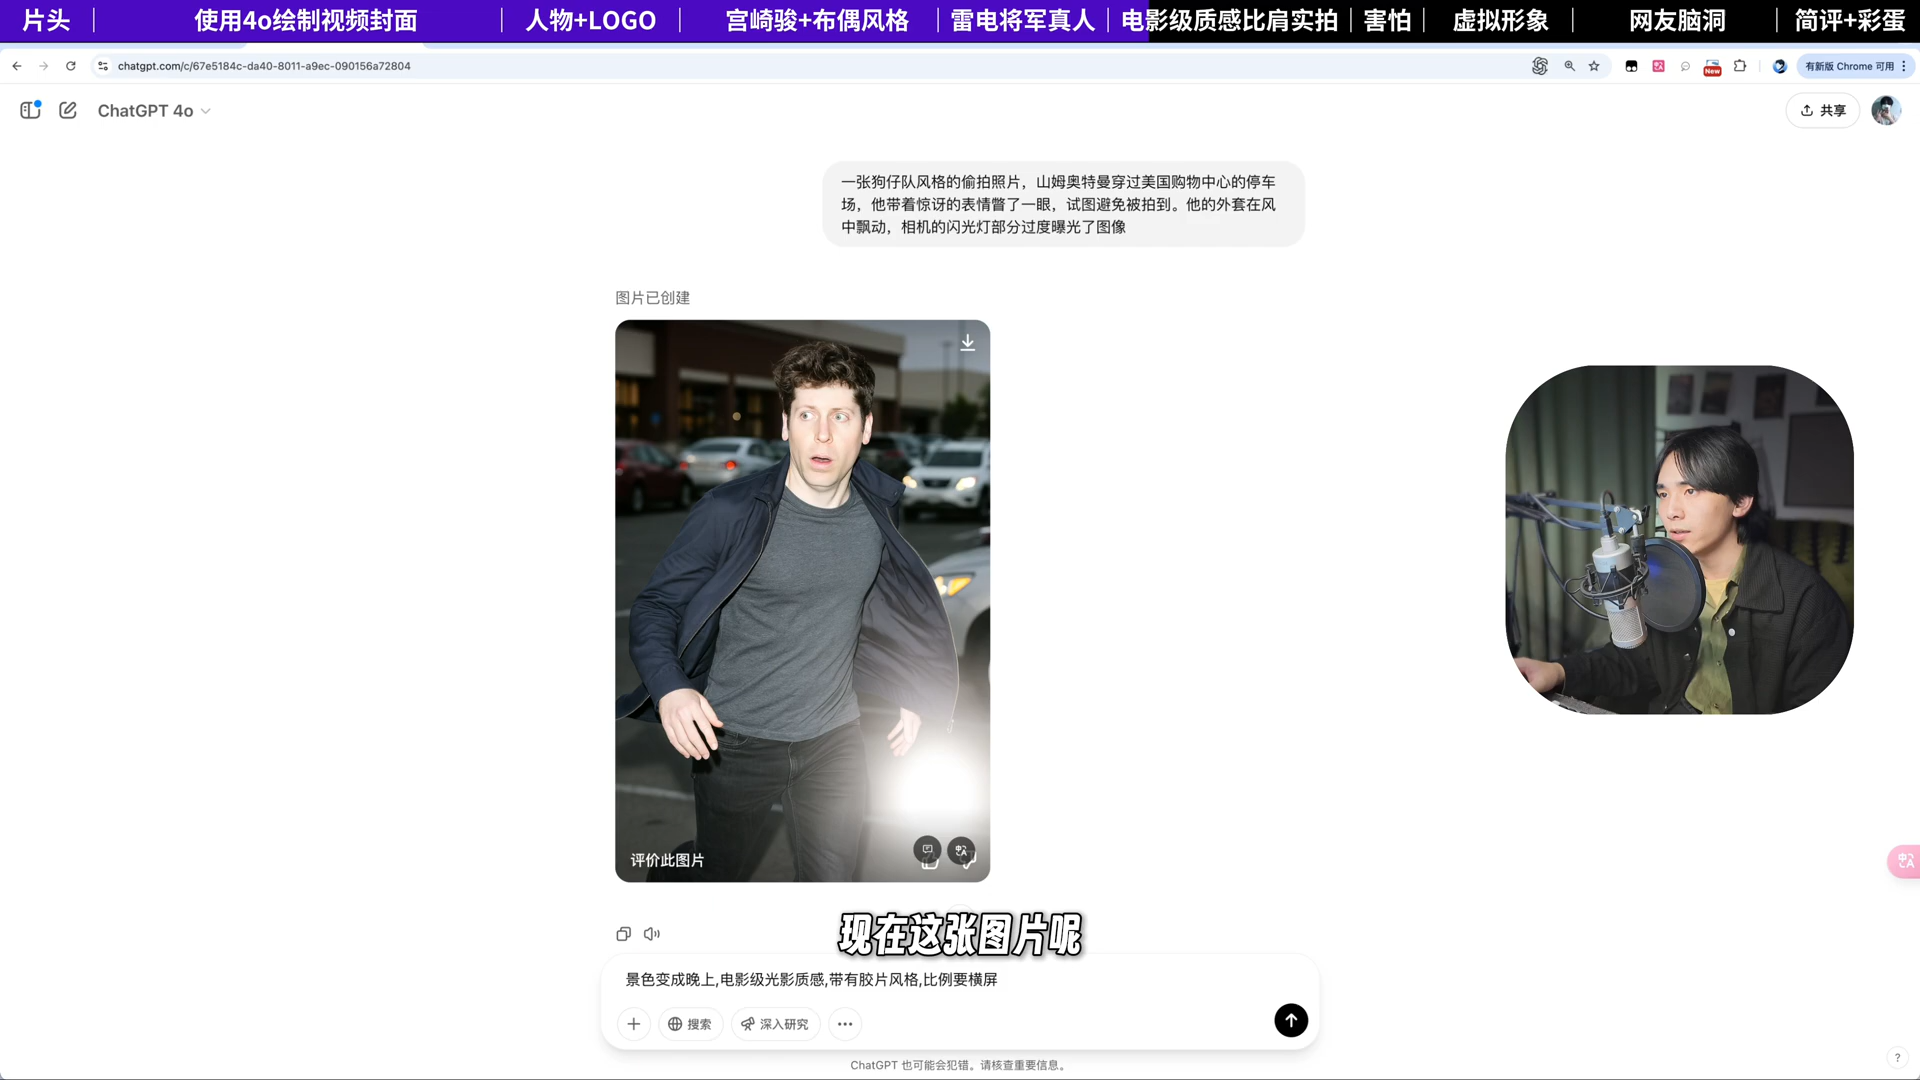 片头
使用4o绘制视频封面
人物+LOGO
宫崎骏+布偶风格
雷电将军真人
电影级质感比肩实拍
害怕
虚拟形象
网友脑洞
简评+彩蛋
chatgpt.com/c/67e5184c-da40-8011-a9ec-090156a72804
New
有新版 Chrome 可用
ChatGPT 4o
共享
一张狗仔队风格的偷拍照片，山姆奥特曼穿过美国购物中心的停车
场，他带着惊讶的表情瞥了一眼，试图避免被拍到。他的外套在风
中飘动，相机的闪光灯部分过度曝光了图像
图片已创建
评价此图片
现在这张图片呢
景色变成晚上,电影级光影质感,带有胶片风格,比例要横屏
搜索
深入研究
ChatGPT 也可能会犯错。请核查重要信息。
?